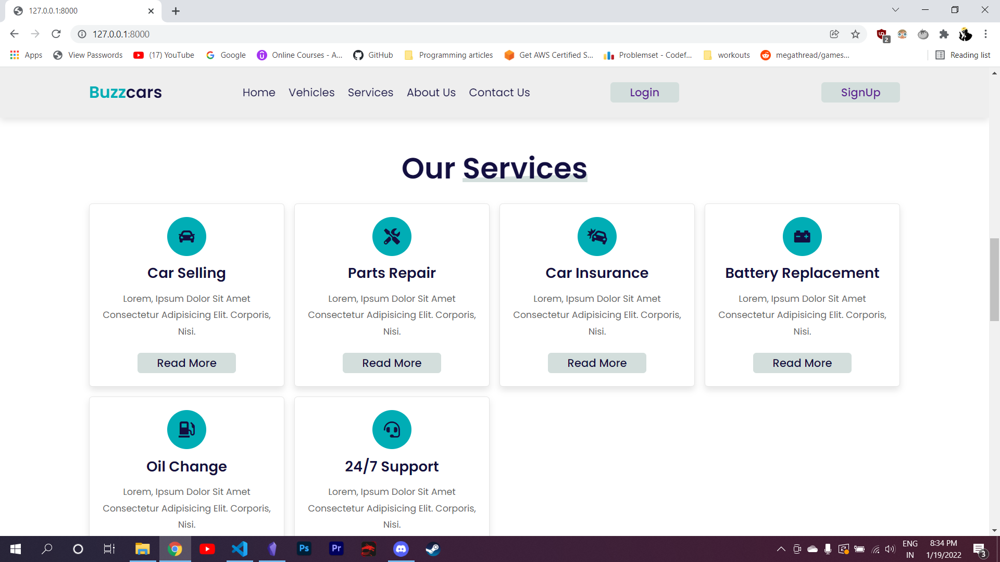 127.0.0.1:8000
127.0.0.1:8000
2
Apps View Passwords (17) YouTube Google Online Courses - A... GitHub Programming articles Get AWS Certified S... Problemset - Codef... workouts megathread/games... Reading list
Buzzcars Home Vehicles Services About Us Contact Us Login SignUp
Our Services
Car Selling
Lorem, Ipsum Dolor Sit Amet
Consectetur Adipisicing Elit. Corporis,
Nisi.
Read More
Parts Repair
Lorem, Ipsum Dolor Sit Amet
Consectetur Adipisicing Elit. Corporis,
Nisi.
Read More
Car Insurance
Lorem, Ipsum Dolor Sit Amet
Consectetur Adipisicing Elit. Corporis,
Nisi.
Read More
Battery Replacement
Lorem, Ipsum Dolor Sit Amet
Consectetur Adipisicing Elit. Corporis,
Nisi.
Read More
Oil Change
Lorem, Ipsum Dolor Sit Amet
Consectetur Adipisicing Elit. Corporis,
Nisi.
24/7 Support
Lorem, Ipsum Dolor Sit Amet
Consectetur Adipisicing Elit. Corporis,
Nisi.
Ps Pr
ENG
IN
8:34 PM
1/19/2022
3